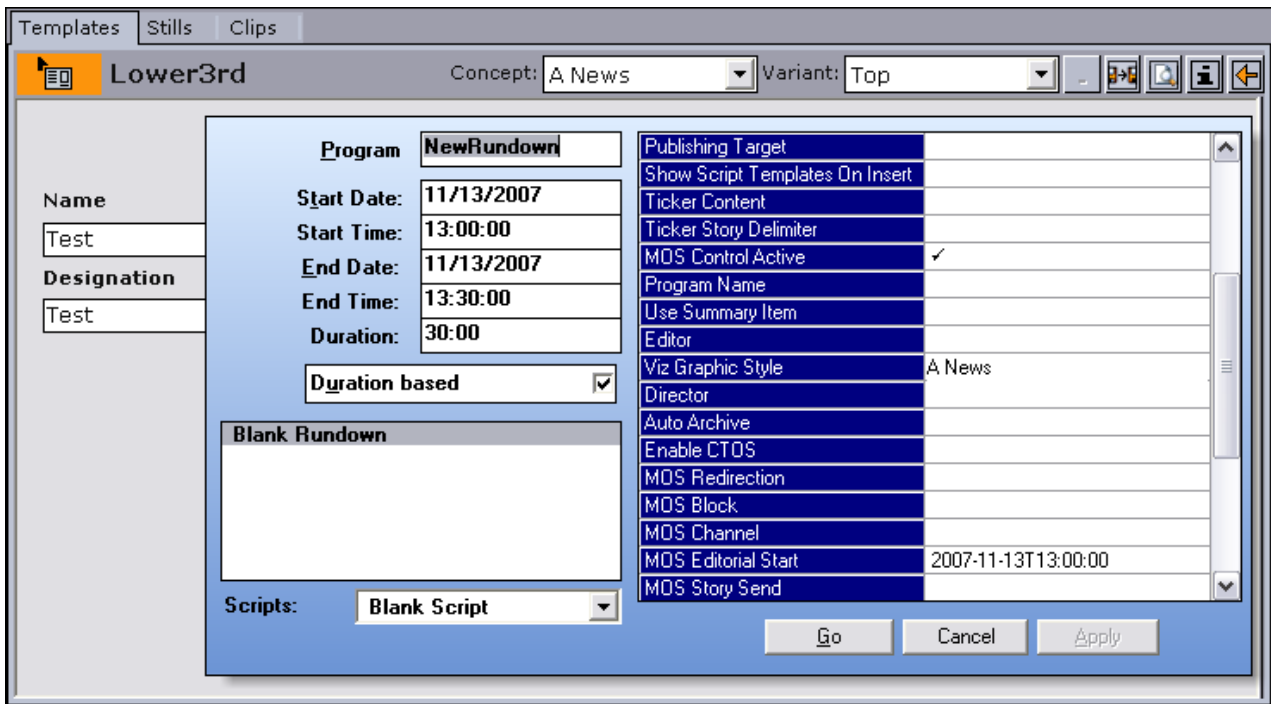 Templates Stills Clips
Lower3rd Concept: A News Variant: Top
Name
Test
Designation
Test
Program NewRundown
Start Date: 11/13/2007
Start Time: 13:00:00
End Date: 11/13/2007
End Time: 13:30:00
Duration: 30:00
Duration based
Blank Rundown
Scripts: Blank Script
Publishing Target
Show Script Templates On Insert
Ticker Content
Ticker Story Delimiter
MOS Control Active ✓
Program Name
Use Summary Item
Editor
Viz Graphic Style A News
Director
Auto Archive
Enable CTOS
MOS Redirection
MOS Block
MOS Channel
MOS Editorial Start 2007-11-13T13:00:00
MOS Story Send
Go Cancel Apply